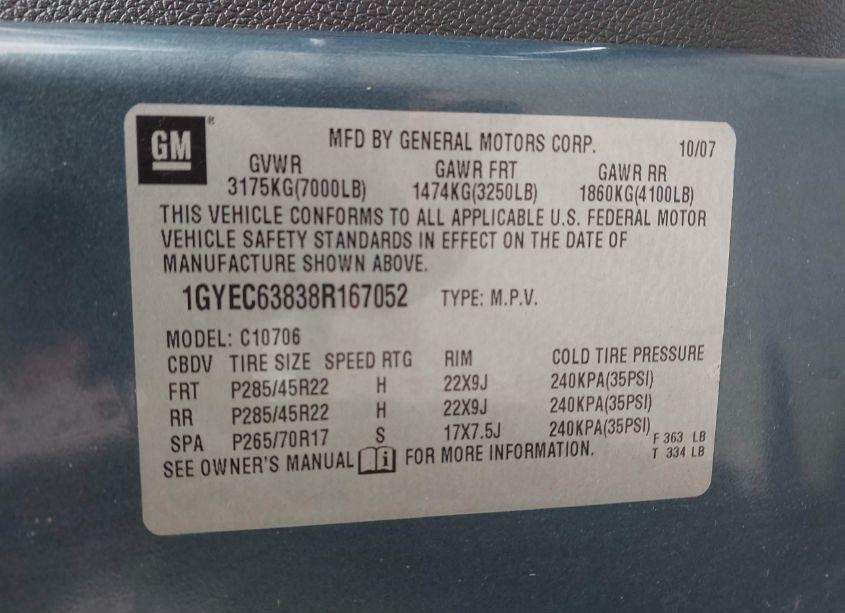 GM ®
MFD BY GENERAL MOTORS CORP. 10/07
GVWR GAWR FRT GAWR RR
3175KG(7000LB) 1474KG(3250LB) 1860KG(4100LB)
THIS VEHICLE CONFORMS TO ALL APPLICABLE U.S. FEDERAL MOTOR
VEHICLE SAFETY STANDARDS IN EFFECT ON THE DATE OF
MANUFACTURE SHOWN ABOVE.
1GYEC63838R167052 TYPE: M.P.V.
MODEL: C10706
CBDV TIRE SIZE SPEED RTG RIM COLD TIRE PRESSURE
FRT P285/45R22 H 22X9J 240KPA(35PSI)
RR P285/45R22 H 22X9J 240KPA(35PSI)
SPA P265/70R17 S 17X7.5J 240KPA(35PSI)
F 363 LB
T 334 LB
SEE OWNER'S MANUAL i FOR MORE INFORMATION.